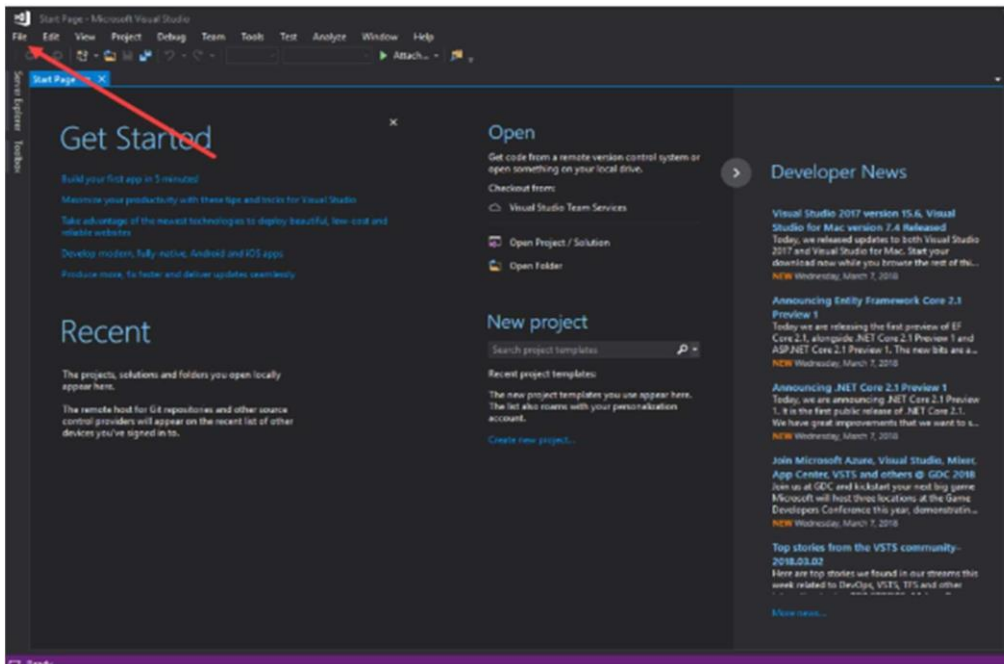 Start Page - Microsoft Visual Studio
File Edit View Project Debug Team Tools Test Analyze Window Help
Attach...
Server Explorer
Toolbox
Start Page
Get Started
Build your first app in 5 minutes!
Maximize your productivity with these tips and tricks for Visual Studio
Take advantage of the newest technologies to deploy beautiful, low-cost and
reliable websites
Develop modern, fully-native, Android and iOS apps
Produce more, fix faster and deliver updates seamlessly
Recent
The projects, solutions and folders you open locally
appear here.
The remote host for Git repositories and other source
control providers will appear on the recent list of other
devices you've signed in to.
Open
Get code from a remote version control system or
open something on your local drive.
Checkout from:
Visual Studio Team Services
Open Project / Solution
Open Folder
New project
Search project templates
Recent project templates:
The new project templates you use appear here.
The list also roams with your personalization
account.
Create new project...
Developer News
Visual Studio 2017 version 15.6, Visual
Studio for Mac version 7.4 Released
Today, we released updates to both Visual Studio
2017 and Visual Studio for Mac. Start your
download now while you browse the rest of thi...
NEW Wednesday, March 7, 2018
Announcing Entity Framework Core 2.1
Preview 1
Today we are releasing the first preview of EF
Core 2.1, alongside .NET Core 2.1 Preview 1 and
ASP.NET Core 2.1 Preview 1. The new bits are a...
NEW Wednesday, March 7, 2018
Announcing .NET Core 2.1 Preview 1
Today, we are announcing .NET Core 2.1 Preview
1. It is the first public release of .NET Core 2.1.
We have great improvements that we want to s...
NEW Wednesday, March 7, 2018
Join Microsoft Azure, Visual Studio, Mixer,
App Center, VSTS and others @ GDC 2018
Join us at GDC and kickstart your next big game
Microsoft will host three locations at the Game
Developers Conference this year, demonstratin...
NEW Wednesday, March 7, 2018
Top stories from the VSTS community–
2018.03.02
Here are top stories we found in our streams this
week related to DevOps, VSTS, TFS and other
More news...
Ready